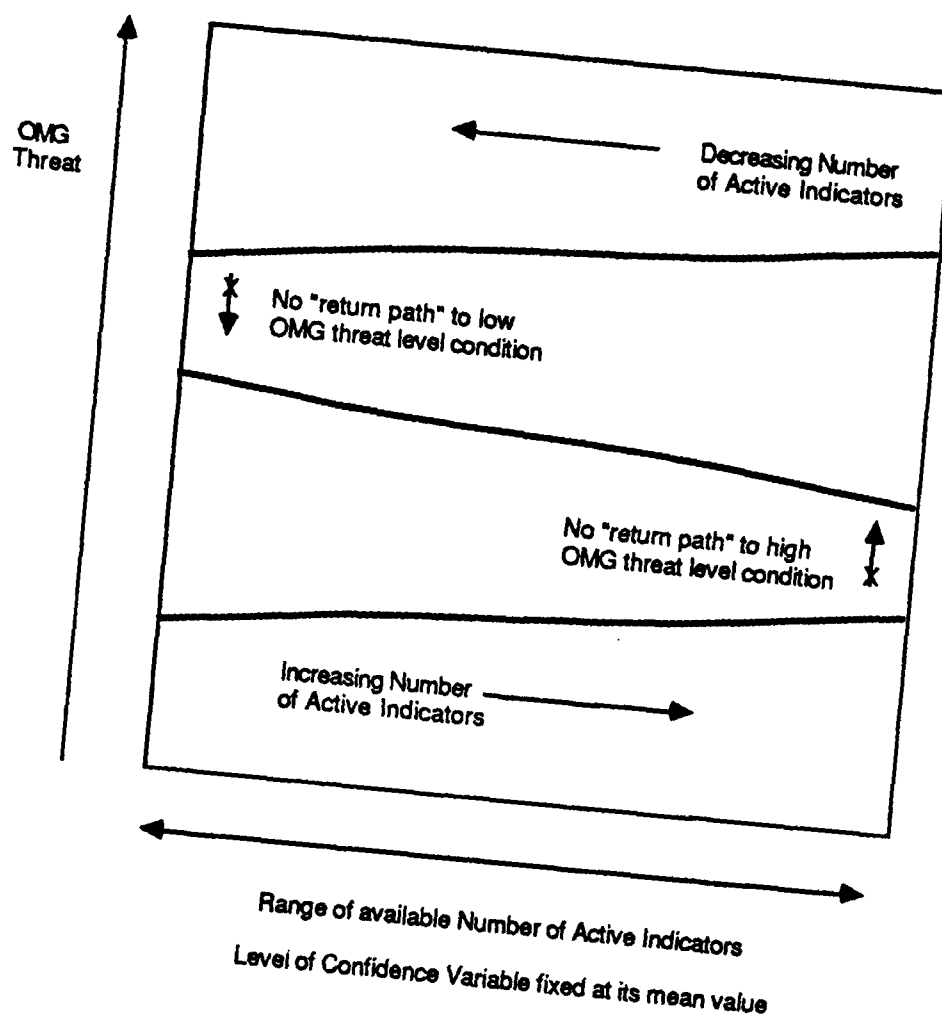 OMG
Threat
Decreasing Number
of Active Indicators
No "return path" to low
OMG threat level condition
No "return path" to high
OMG threat level condition
Increasing Number
of Active Indicators
Range of available Number of Active Indicators
Level of Confidence Variable fixed at its mean value